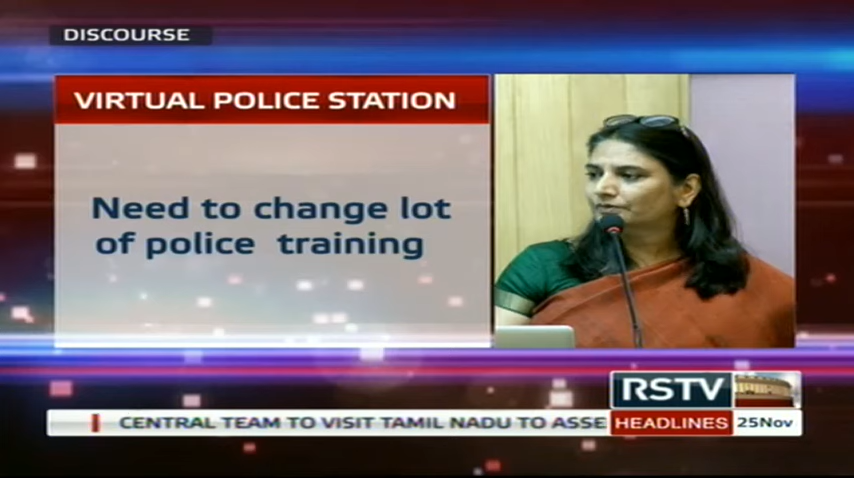 DISCOURSE
VIRTUAL POLICE STATION
Need to change lot
of police training
RSTV
CENTRAL TEAM TO VISIT TAMIL NADU TO ASSE
HEADLINES
25Nov